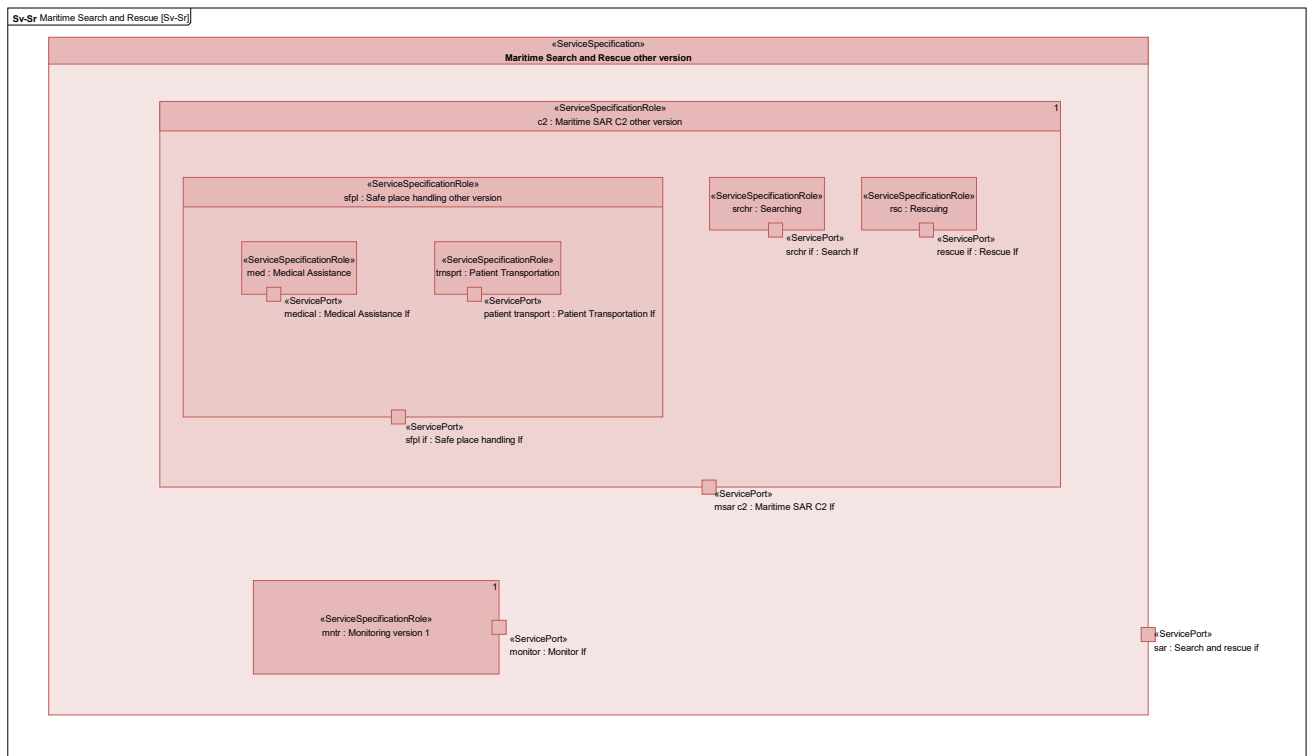 Sv-Sr Maritime Search and Rescue [Sv-Sr]
«ServiceSpecification»
Maritime Search and Rescue other version
«ServiceSpecificationRole»
1
c2 : Maritime SAR C2 other version
«ServiceSpecificationRole»
sfpl : Safe place handling other version
«ServiceSpecificationRole»
srchr : Searching
«ServicePort»
srchr if : Search If
«ServiceSpecificationRole»
rsc : Rescuing
«ServicePort»
rescue if : Rescue If
«ServiceSpecificationRole»
med : Medical Assistance
«ServicePort»
medical : Medical Assistance If
«ServiceSpecificationRole»
trnsprt : Patient Transportation
«ServicePort»
patient transport : Patient Transportation If
«ServicePort»
sfpl if : Safe place handling If
«ServicePort»
msar c2 : Maritime SAR C2 If
1
«ServiceSpecificationRole»
mntr : Monitoring version 1
«ServicePort»
monitor : Monitor If
«ServicePort»
sar : Search and rescue if